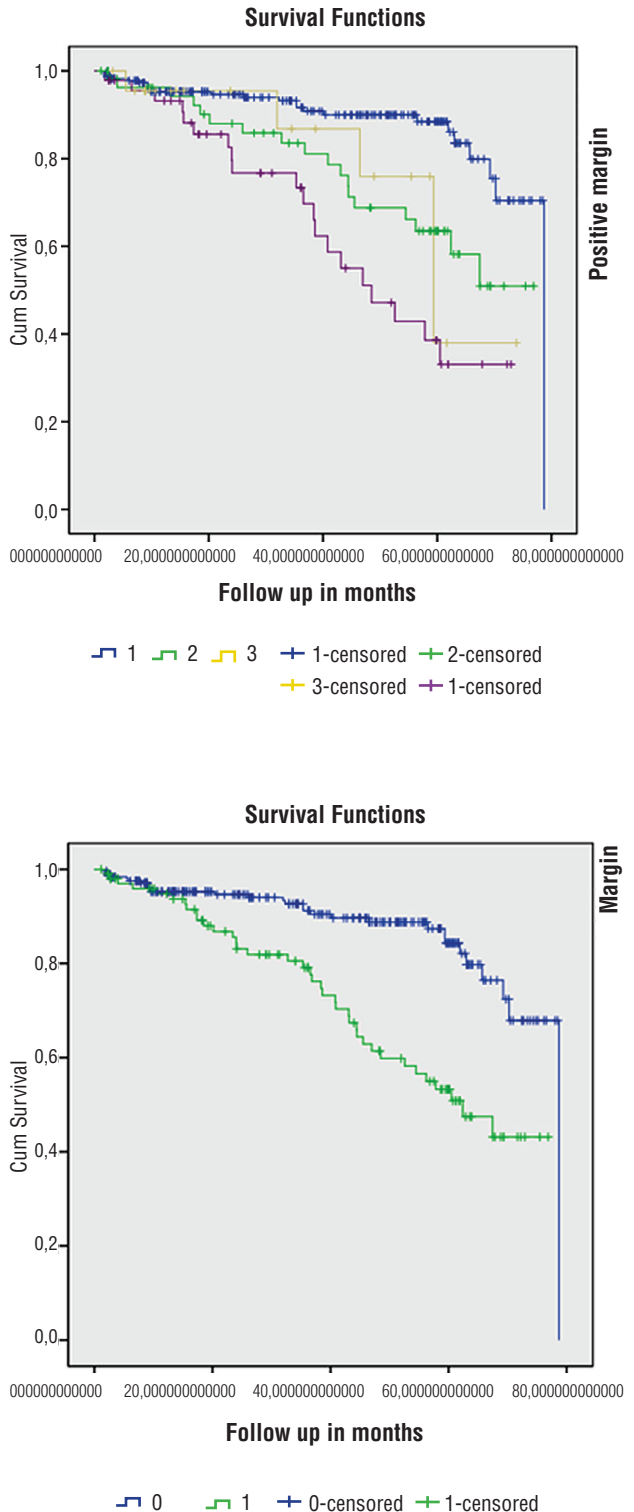 Survival Functions
1,0
0,8
0,6
0,4
0,2
0,0
Cum Survival
Positive margin
000000000000 20,000000000000 40,000000000000 60,000000000000 80,000000000000
Follow up in months
1 2 3 1-censored 2-censored
3-censored 1-censored
Survival Functions
1,0
0,8
0,6
0,4
0,2
0,0
Cum Survival
Margin
000000000000 20,000000000000 40,000000000000 60,000000000000 80,000000000000
Follow up in months
0 1 0-censored 1-censored